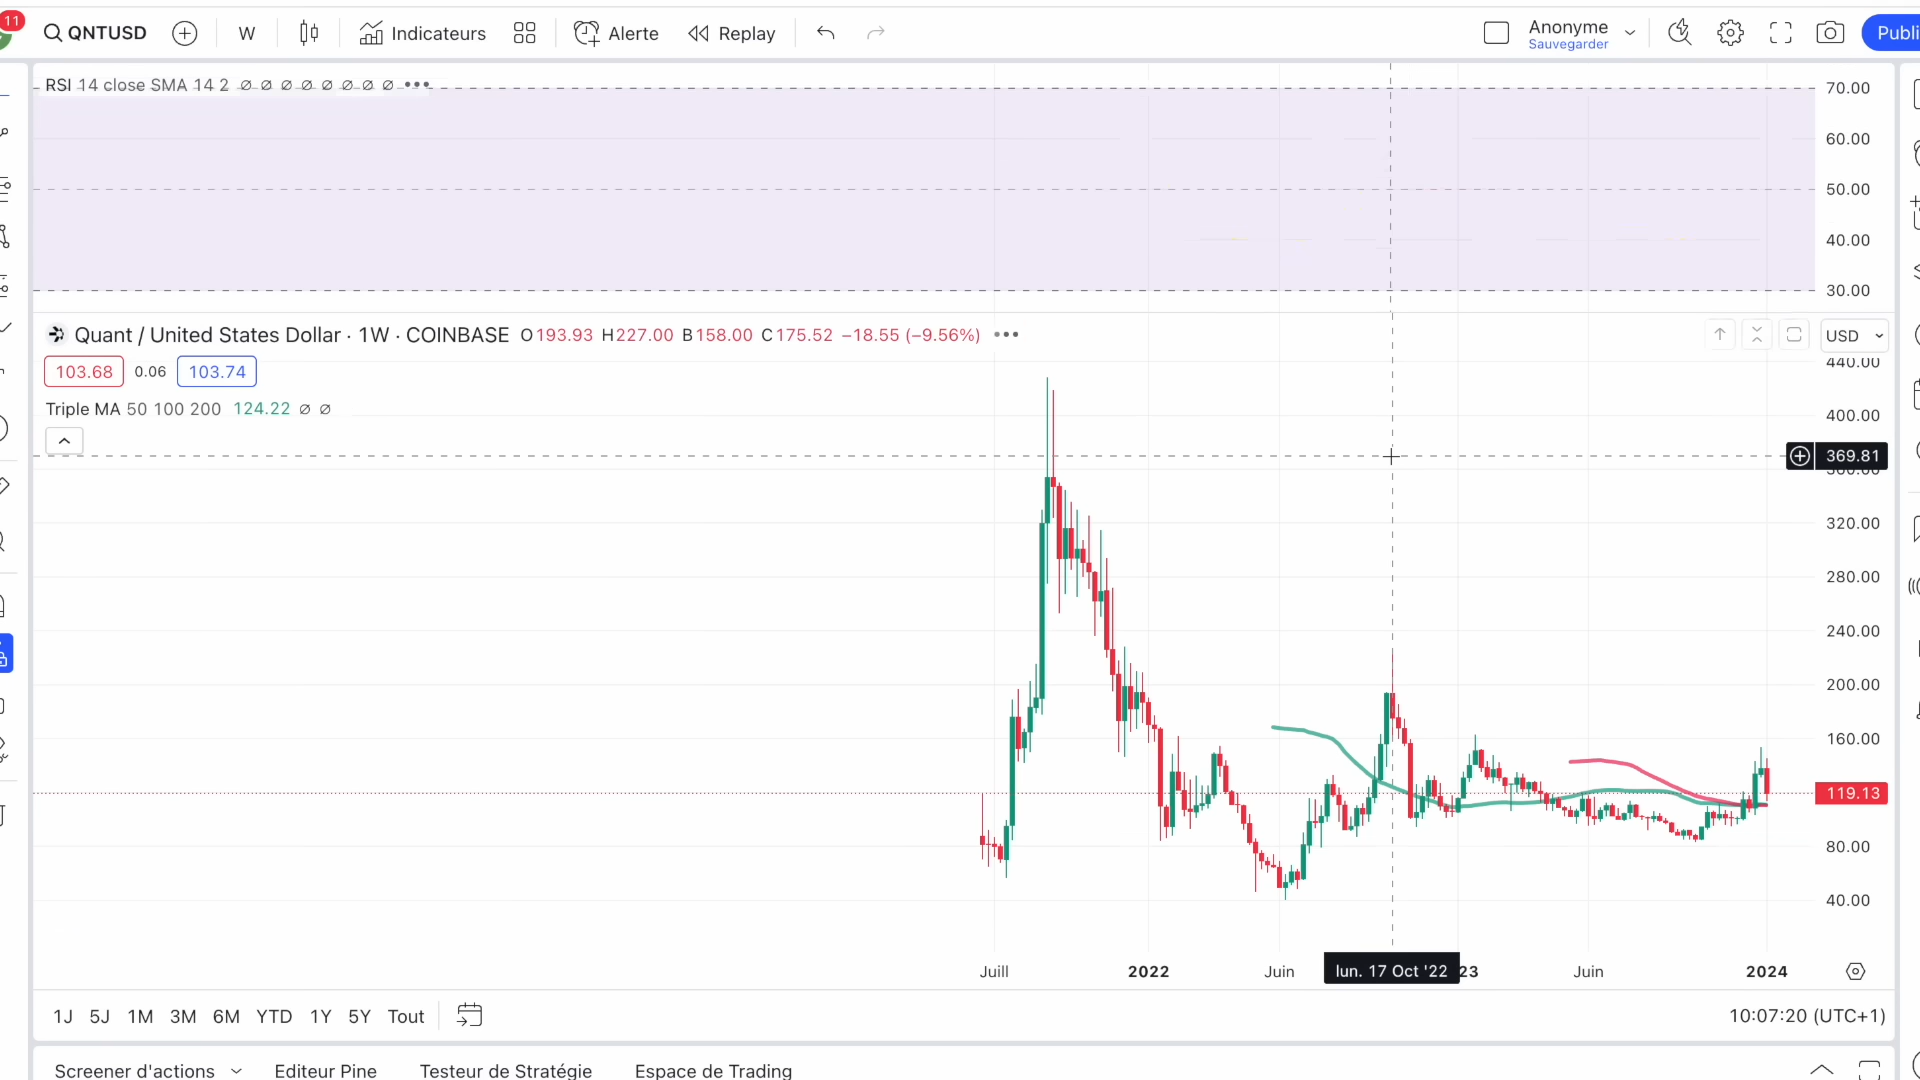 11
QNTUSD
W
Indicateurs
Alerte
Replay
Anonyme
Sauvegarder
Publi
RSI 14 close SMA 14 2 ∅ ∅ ∅ ∅ ∅ ∅ ∅ ∅
70.00
60.00
50.00
40.00
30.00
Quant / United States Dollar · 1W · COINBASE O193.93 H227.00 B158.00 C175.52 −18.55 (−9.56%)
USD
103.68 0.06 103.74
Triple MA 50 100 200 124.22 ∅ ∅
440.00
400.00
369.81
360.00
320.00
280.00
240.00
200.00
160.00
119.13
80.00
40.00
Juill 2022 Juin lun. 17 Oct '22 23 Juin 2024
1J 5J 1M 3M 6M YTD 1Y 5Y Tout
10:07:20 (UTC+1)
Screener d'actions Editeur Pine Testeur de Stratégie Espace de Trading